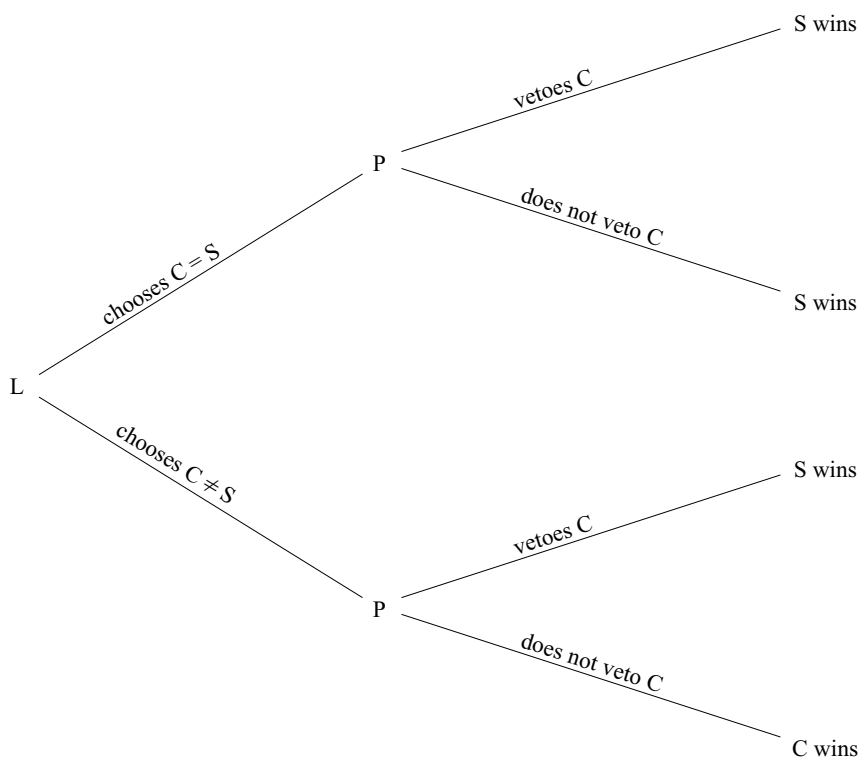 S wins
vetoes C
P
does not veto C
chooses C = S
S wins
L
chooses C ≠ S
S wins
vetoes C
P
does not veto C
C wins